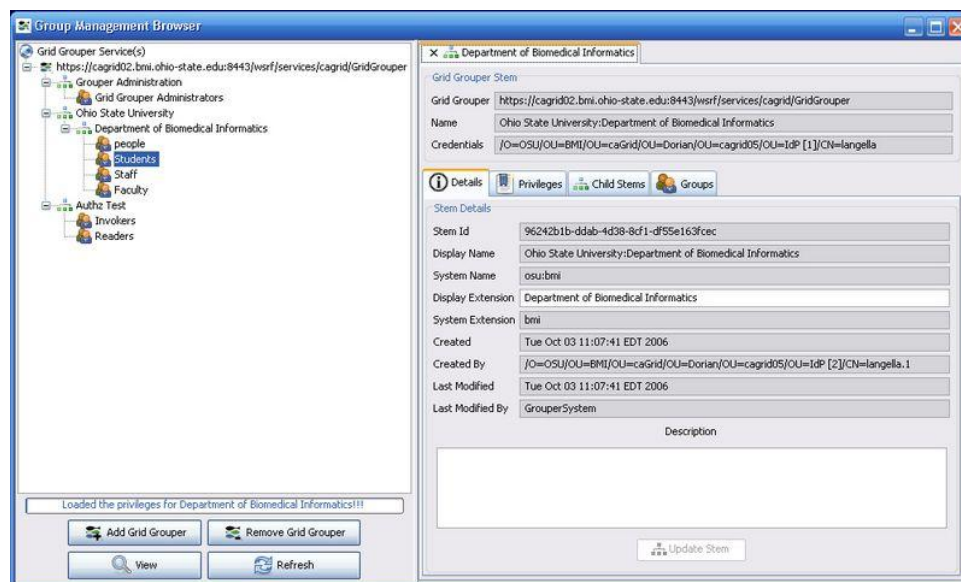 Group Management Browser
Grid Grouper Service(s)
https://cagrid02.bmi.ohio-state.edu:8443/wsrf/services/cagrid/GridGrouper
Grouper Administration
Grid Grouper Administrators
Ohio State University
Department of Biomedical Informatics
people
Students
Staff
Faculty
Authz Test
Invokers
Readers
Loaded the privileges for Department of Biomedical Informatics!!!
Add Grid Grouper Remove Grid Grouper
View Refresh
Department of Biomedical Informatics
Grid Grouper Stem
Grid Grouper https://cagrid02.bmi.ohio-state.edu:8443/wsrf/services/cagrid/GridGrouper
Name Ohio State University:Department of Biomedical Informatics
Credentials /O=OSU/OU=BMI/OU=caGrid/OU=Dorian/OU=cagrid05/OU=IdP [1]/CN=langella
Details Privileges Child Stems Groups
Stem Details
Stem Id 96242b1b-ddab-4d38-8cf1-df55e163fcec
Display Name Ohio State University:Department of Biomedical Informatics
System Name osu:bmi
Display Extension Department of Biomedical Informatics
System Extension bmi
Created Tue Oct 03 11:07:41 EDT 2006
Created By /O=OSU/OU=BMI/OU=caGrid/OU=Dorian/OU=cagrid05/OU=IdP [2]/CN=langella.1
Last Modified Tue Oct 03 11:07:41 EDT 2006
Last Modified By GrouperSystem
Description
Update Stem